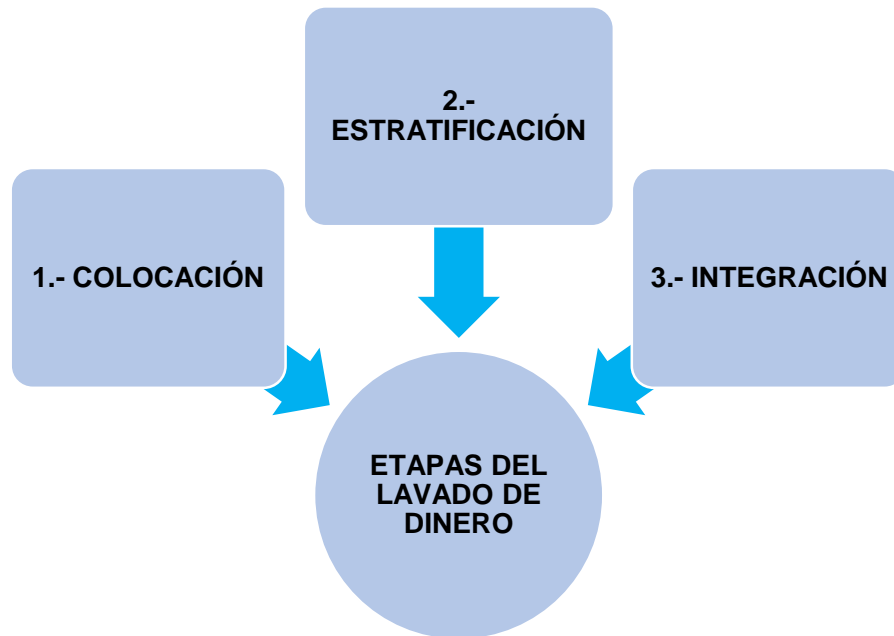 1.- COLOCACIÓN
2.-
ESTRATIFICACIÓN
3.- INTEGRACIÓN
ETAPAS DEL
LAVADO DE
DINERO